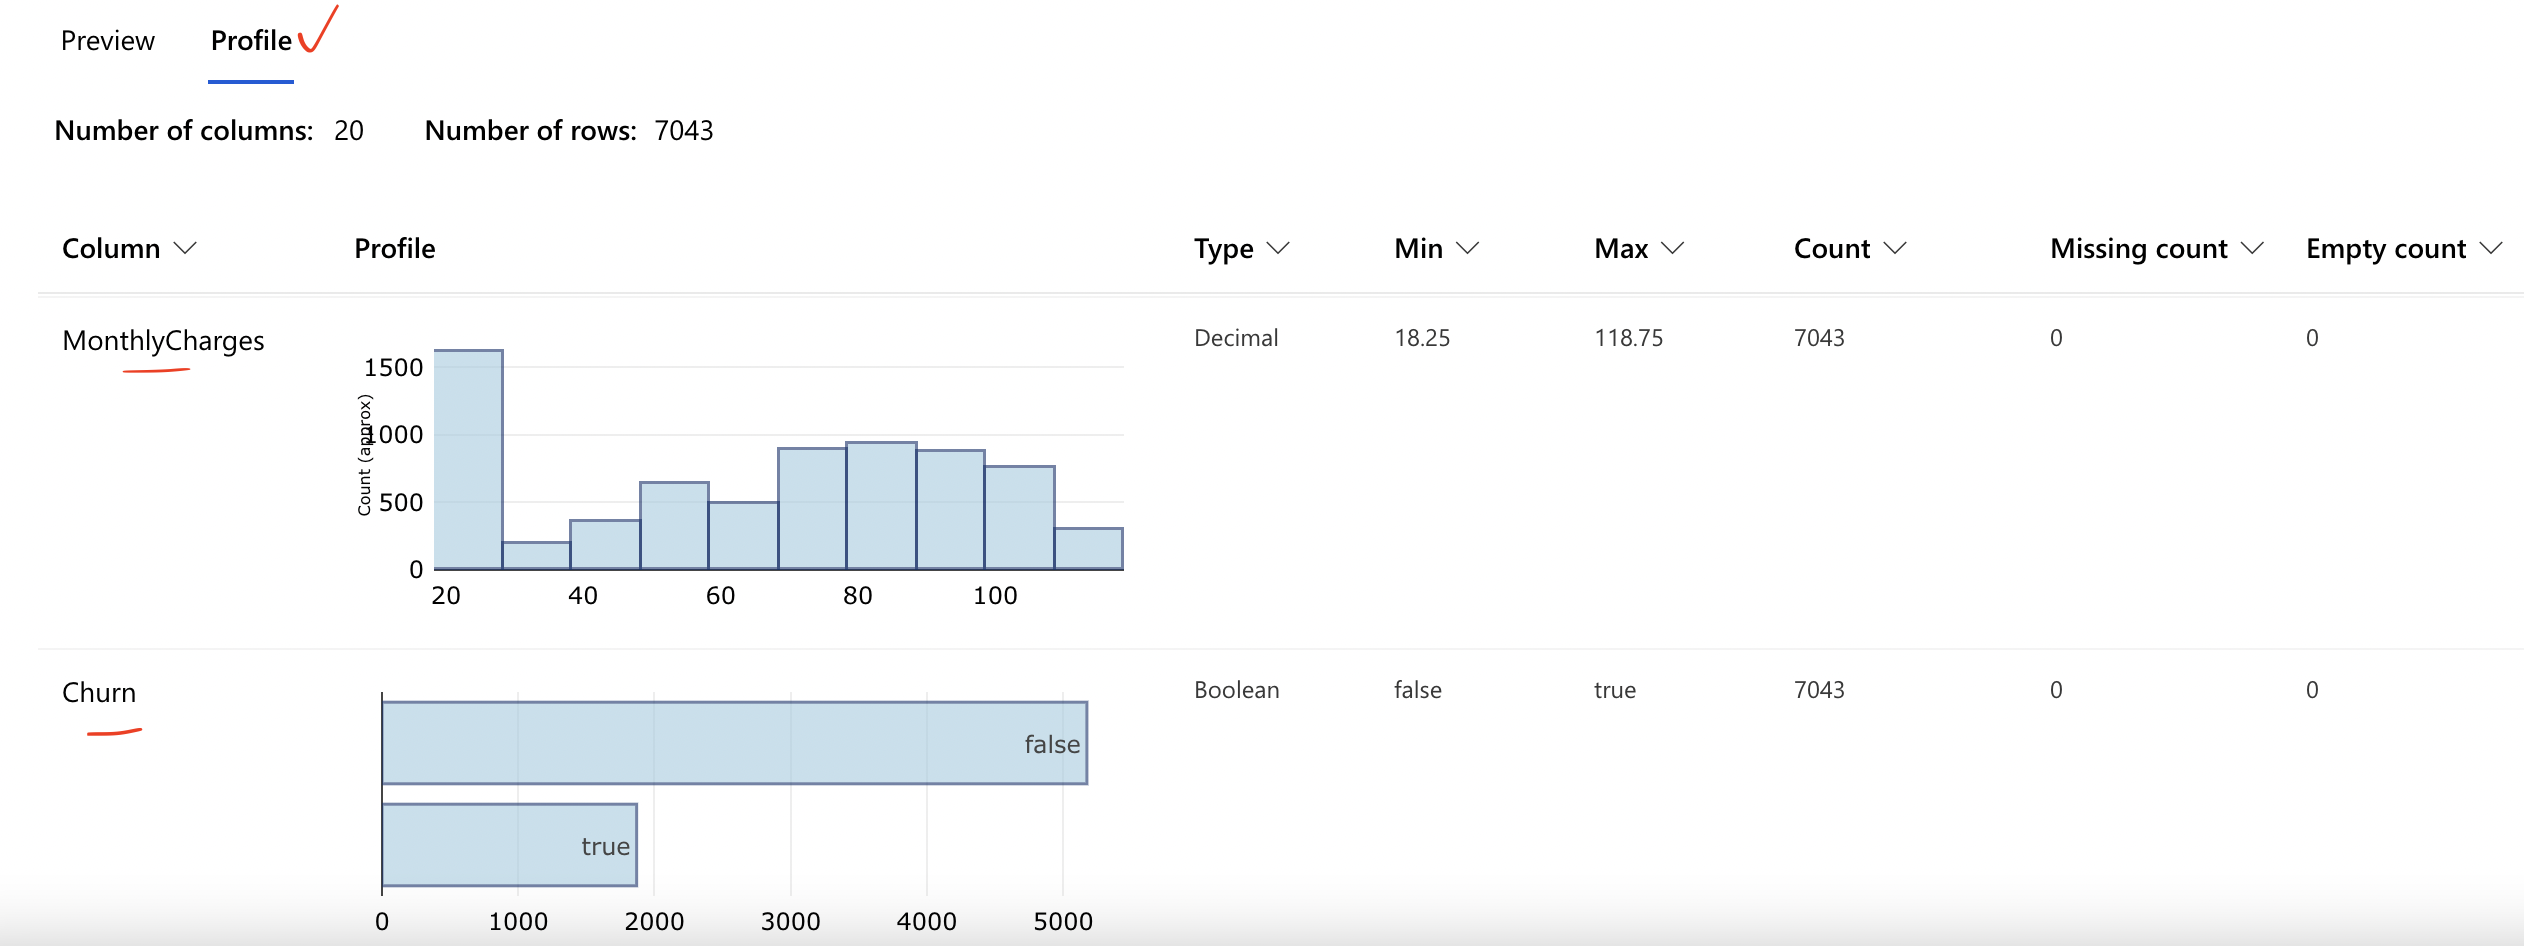 Preview Profile
Number of columns: 20 Number of rows: 7043
Column Profile Type Min Max Count Missing count Empty count
MonthlyCharges Decimal 18.25 118.75 7043 0 0
1500
1000
500
0
Count (approx)
20 40 60 80 100
Churn Boolean false true 7043 0 0
false
true
0 1000 2000 3000 4000 5000